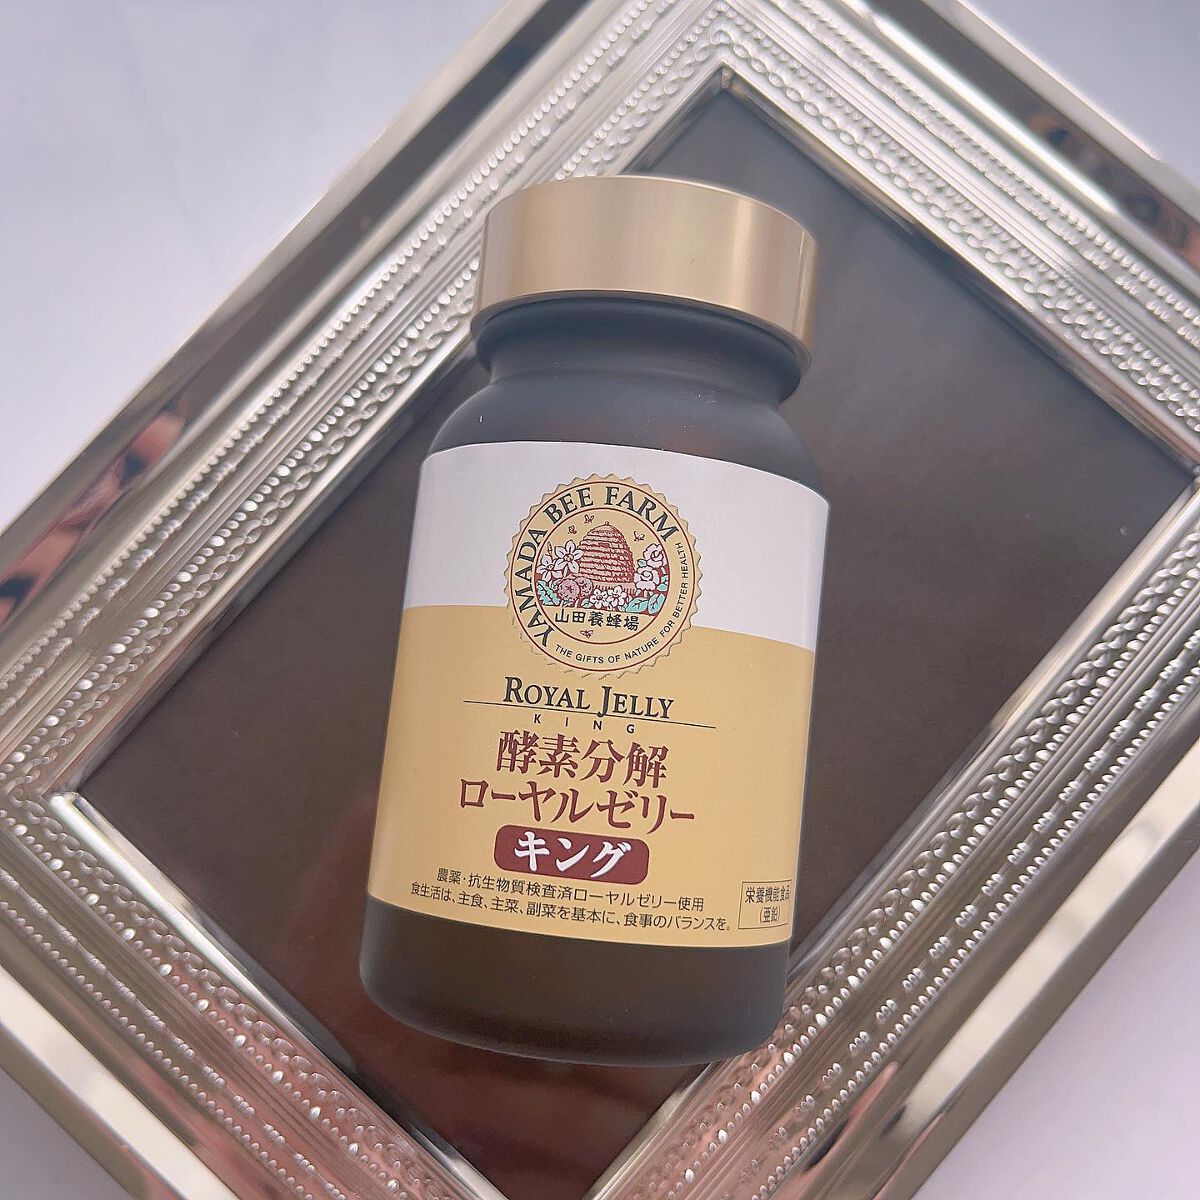 YAMADA BEE FARM
山田養蜂場
THE GIFTS OF NATURE FOR BETTER HEALTH
ROYAL JELLY
KING
酵素分解
ローヤルゼリー
キング
農薬・抗生物質検査済ローヤルゼリー使用
食生活は、主食、主菜、副菜を基本に、食事のバランスを。
栄養機能食品
(亜鉛)